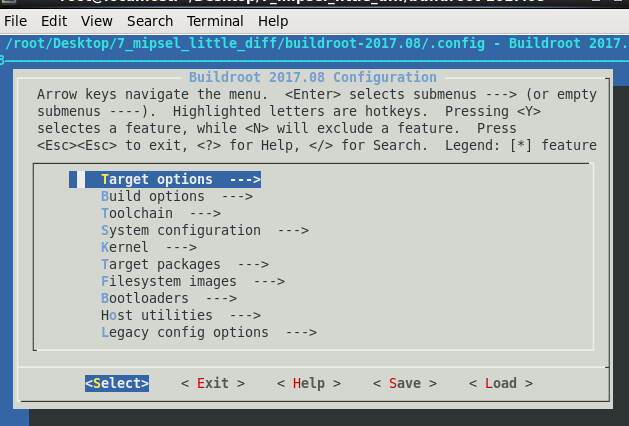 File Edit View Search Terminal Help
/root/Desktop/7_mipsel_little_diff/buildroot-2017.08/.config - Buildroot 2017.
8
Buildroot 2017.08 Configuration
Arrow keys navigate the menu. <Enter> selects submenus ---> (or empty
submenus ----). Highlighted letters are hotkeys. Pressing <Y>
selectes a feature, while <N> will exclude a feature. Press
<Esc><Esc> to exit, <?> for Help, </> for Search. Legend: [*] feature
Target options --->
Build options --->
Toolchain --->
System configuration --->
Kernel --->
Target packages --->
Filesystem images --->
Bootloaders --->
Host utilities --->
Legacy config options --->
<Select> < Exit > < Help > < Save > < Load >